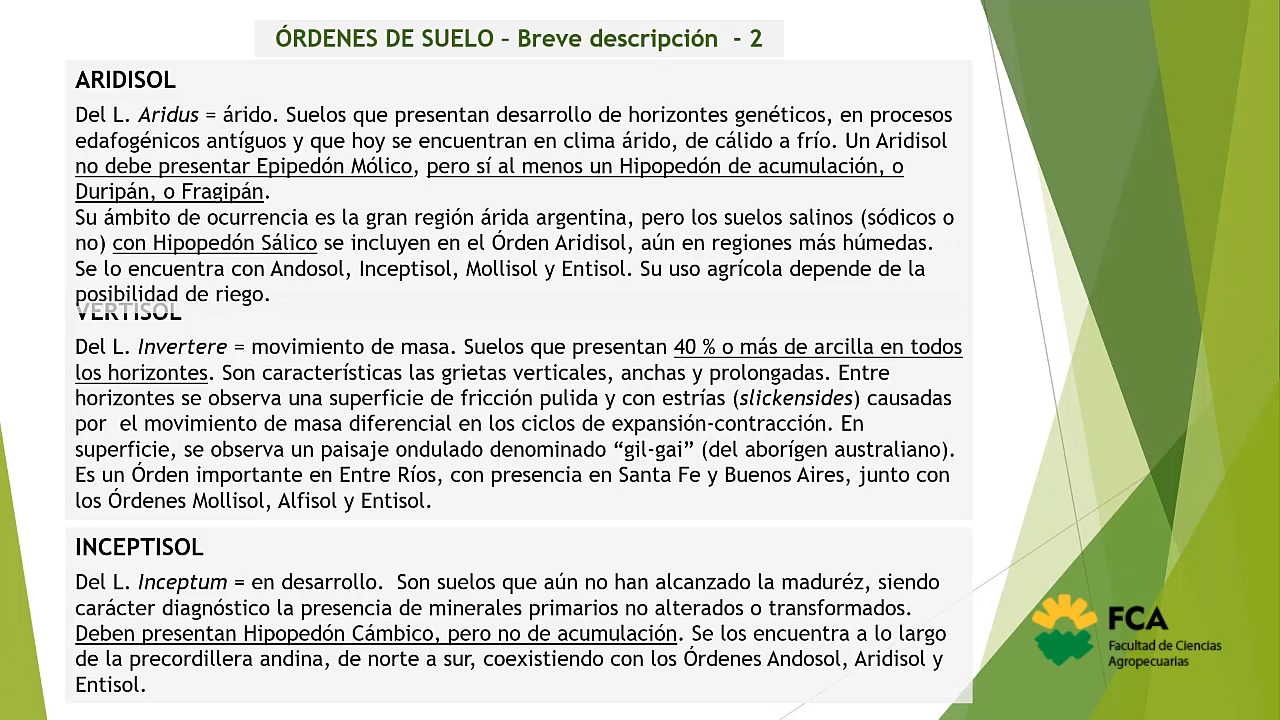 ÓRDENES DE SUELO – Breve descripción - 2
ARIDISOL
Del L. Aridus = árido. Suelos que presentan desarrollo de horizontes genéticos, en procesos
edafogénicos antíguos y que hoy se encuentran en clima árido, de cálido a frío. Un Aridisol
no debe presentar Epipedón Mólico, pero sí al menos un Hipopedón de acumulación, o
Duripán, o Fragipán.
Su ámbito de ocurrencia es la gran región árida argentina, pero los suelos salinos (sódicos o
no) con Hipopedón Sálico se incluyen en el Órden Aridisol, aún en regiones más húmedas.
Se lo encuentra con Andosol, Inceptisol, Mollisol y Entisol. Su uso agrícola depende de la
posibilidad de riego.
VERTISOL
Del L. Invertere = movimiento de masa. Suelos que presentan 40 % o más de arcilla en todos
los horizontes. Son características las grietas verticales, anchas y prolongadas. Entre
horizontes se observa una superficie de fricción pulida y con estrías (slickensides) causadas
por el movimiento de masa diferencial en los ciclos de expansión-contracción. En
superficie, se observa un paisaje ondulado denominado “gil-gai” (del aborígen australiano).
Es un Órden importante en Entre Ríos, con presencia en Santa Fe y Buenos Aires, junto con
los Órdenes Mollisol, Alfisol y Entisol.
INCEPTISOL
Del L. Inceptum = en desarrollo. Son suelos que aún no han alcanzado la maduréz, siendo
carácter diagnóstico la presencia de minerales primarios no alterados o transformados.
Deben presentan Hipopedón Cámbico, pero no de acumulación. Se los encuentra a lo largo
de la precordillera andina, de norte a sur, coexistiendo con los Órdenes Andosol, Aridisol y
Entisol.
FCA
Facultad de Ciencias
Agropecuarias